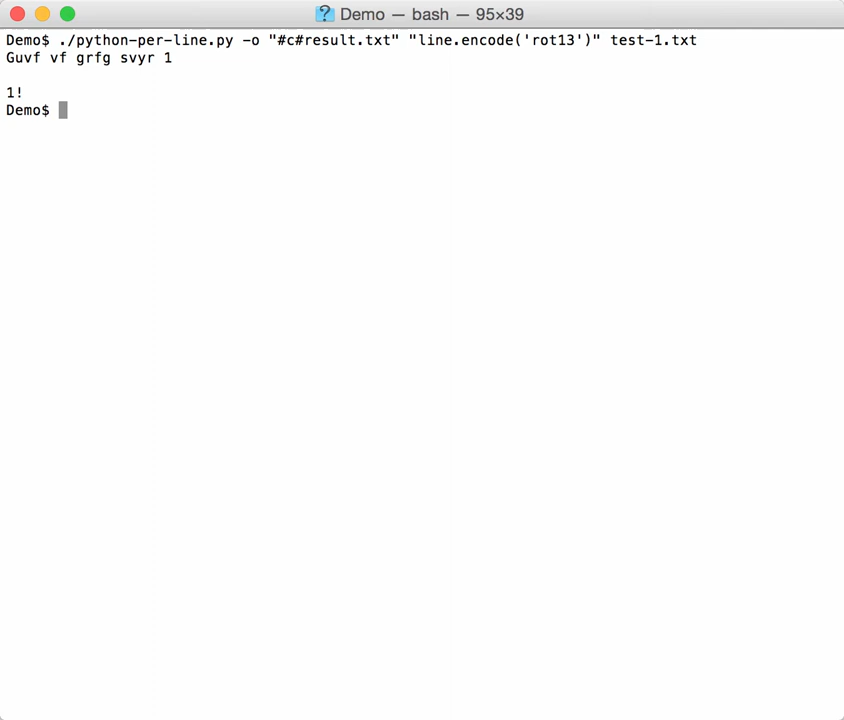 Demo — bash — 95×39
Demo$ ./python-per-line.py -o "#c#result.txt" "line.encode('rot13')" test-1.txt
Guvf vf grfg svyr 1
1!
Demo$